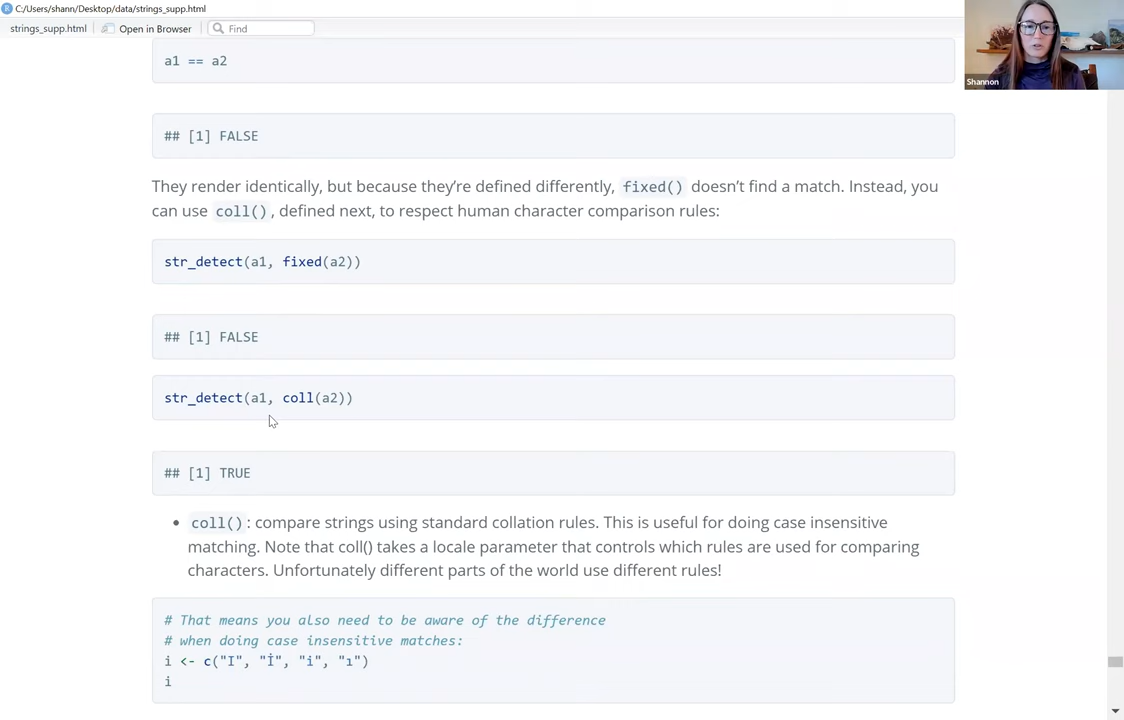 C:/Users/shann/Desktop/data/strings_supp.html
strings_supp.html Open in Browser Find
Shannon
a1 == a2
## [1] FALSE
They render identically, but because they’re defined differently, fixed() doesn’t find a match. Instead, you
can use coll(), defined next, to respect human character comparison rules:
str_detect(a1, fixed(a2))
## [1] FALSE
str_detect(a1, coll(a2))
## [1] TRUE
• coll(): compare strings using standard collation rules. This is useful for doing case insensitive
matching. Note that coll() takes a locale parameter that controls which rules are used for comparing
characters. Unfortunately different parts of the world use different rules!
# That means you also need to be aware of the difference
# when doing case insensitive matches:
i <- c("I", "İ", "i", "ı")
i